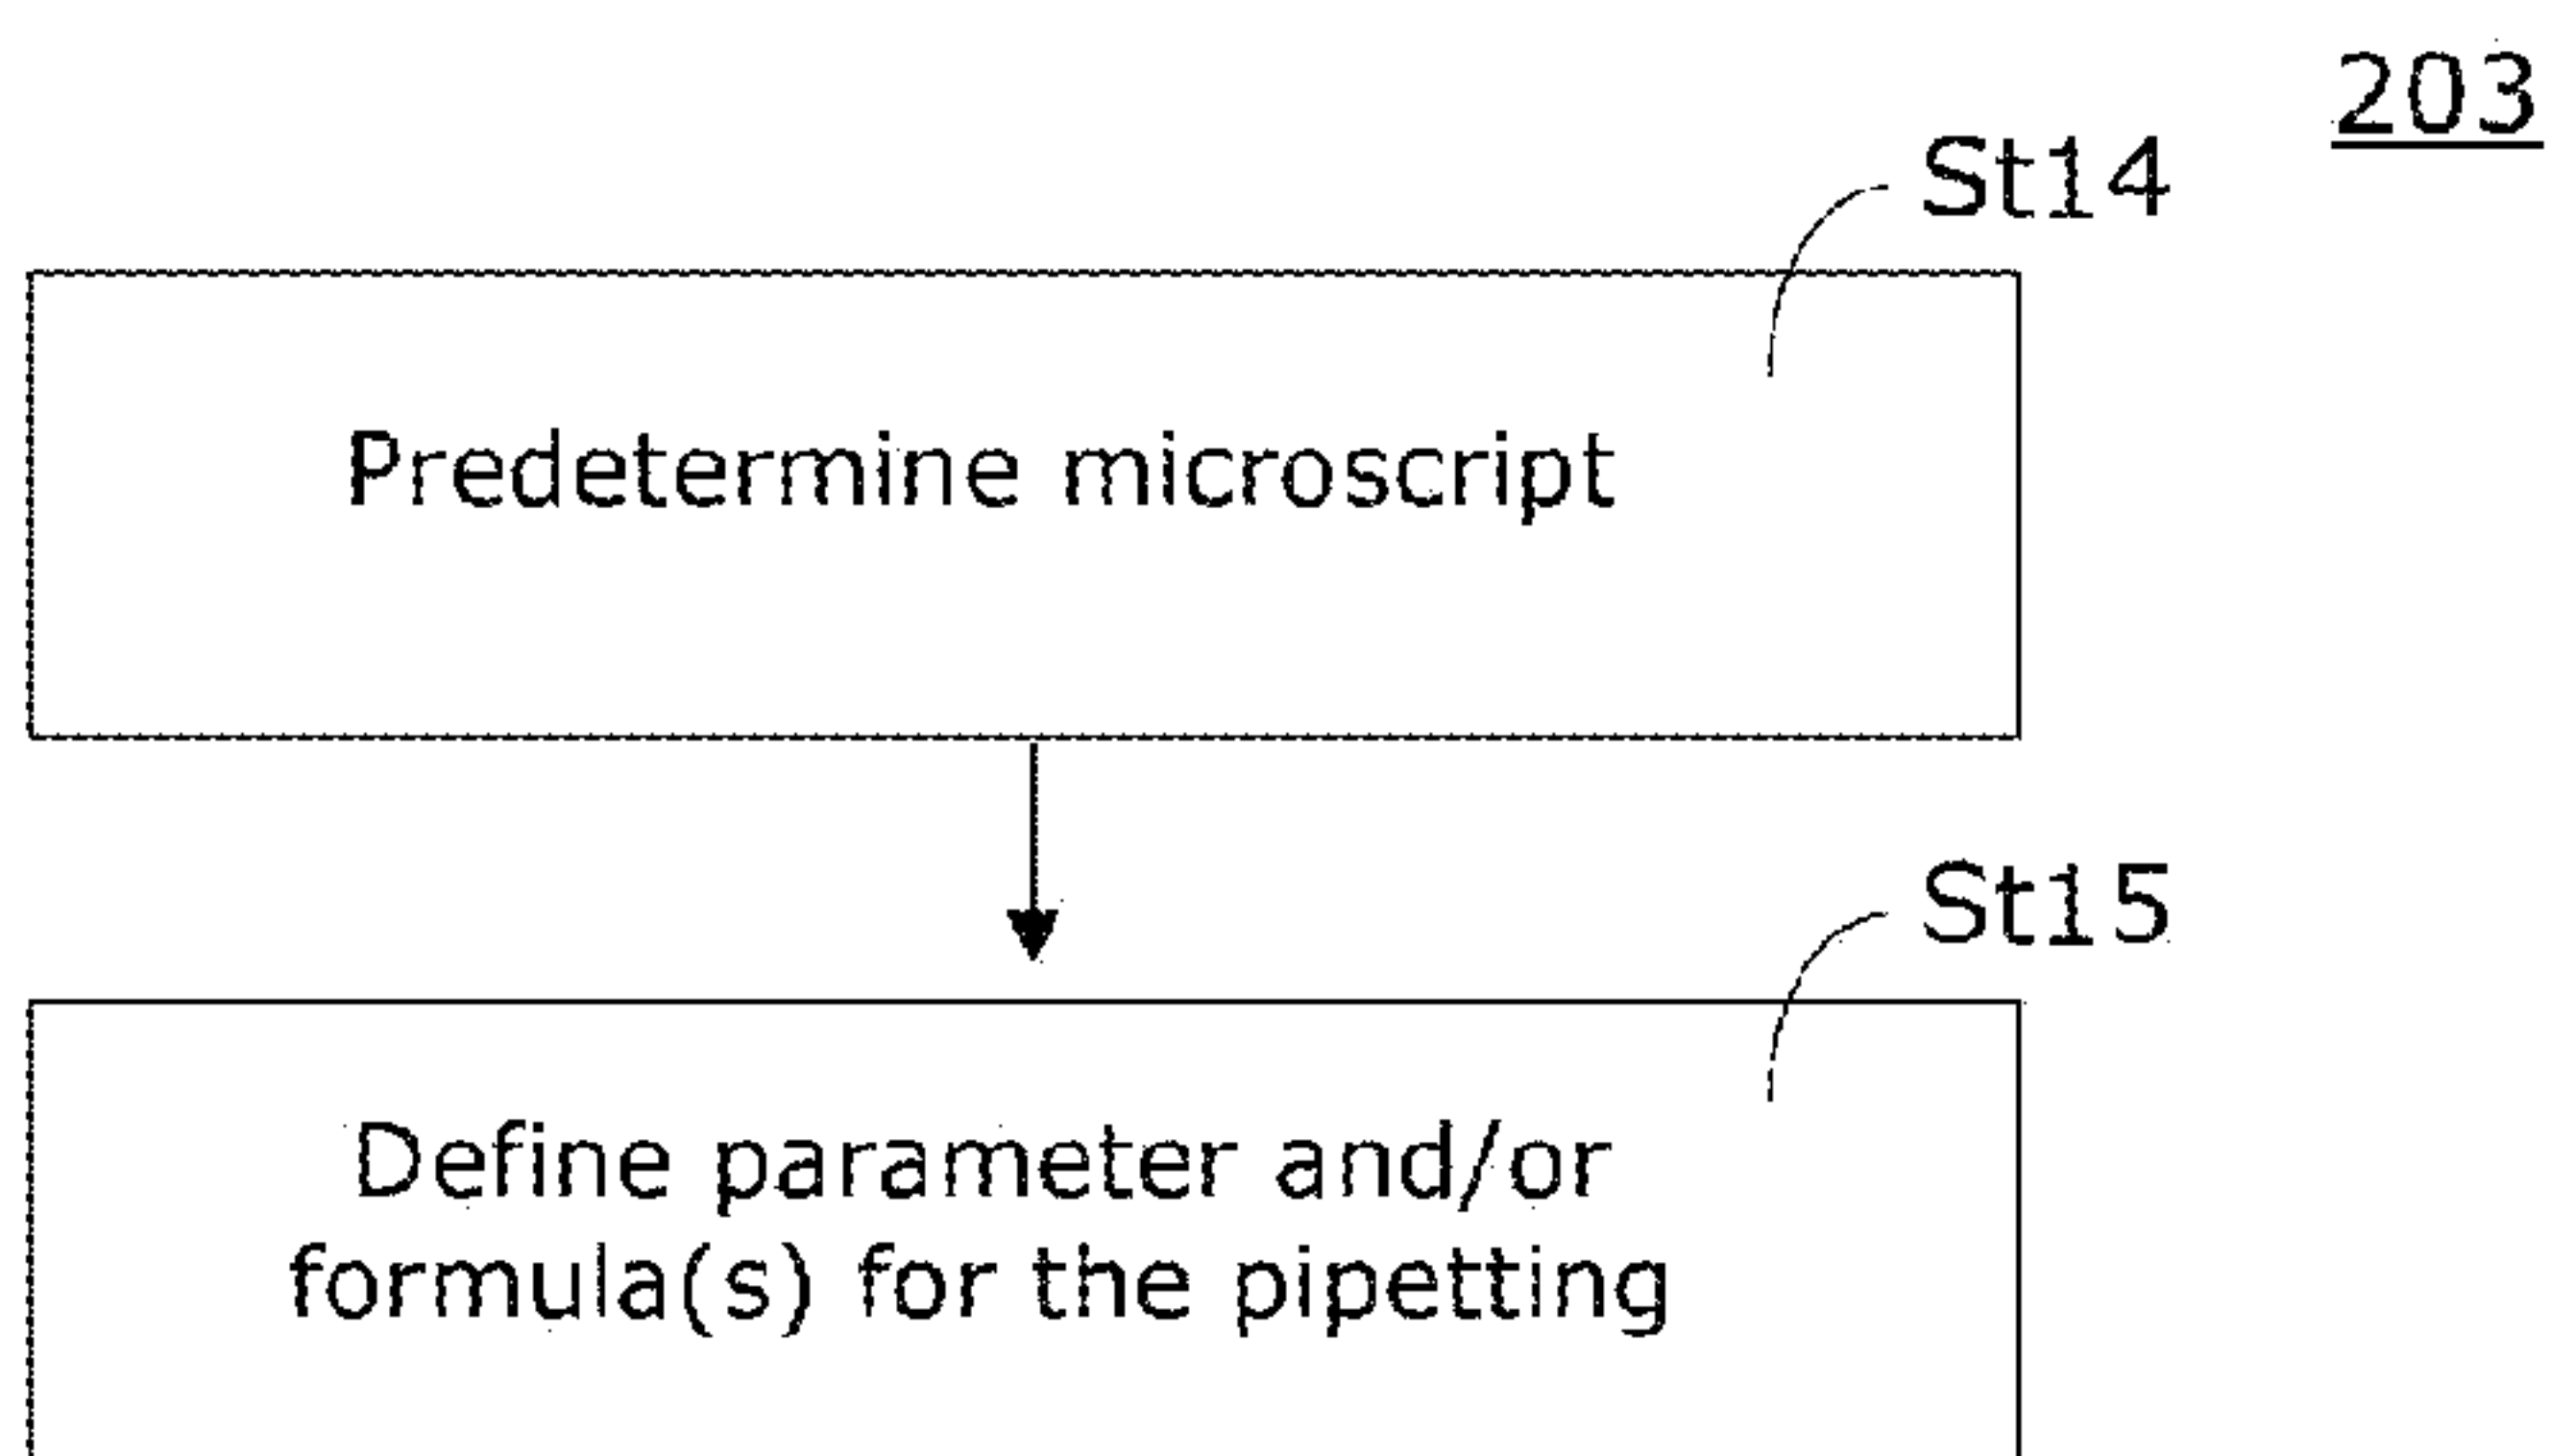 203
St14
Predetermine microscript
St15
Define parameter and/or
formula(s) for the pipetting